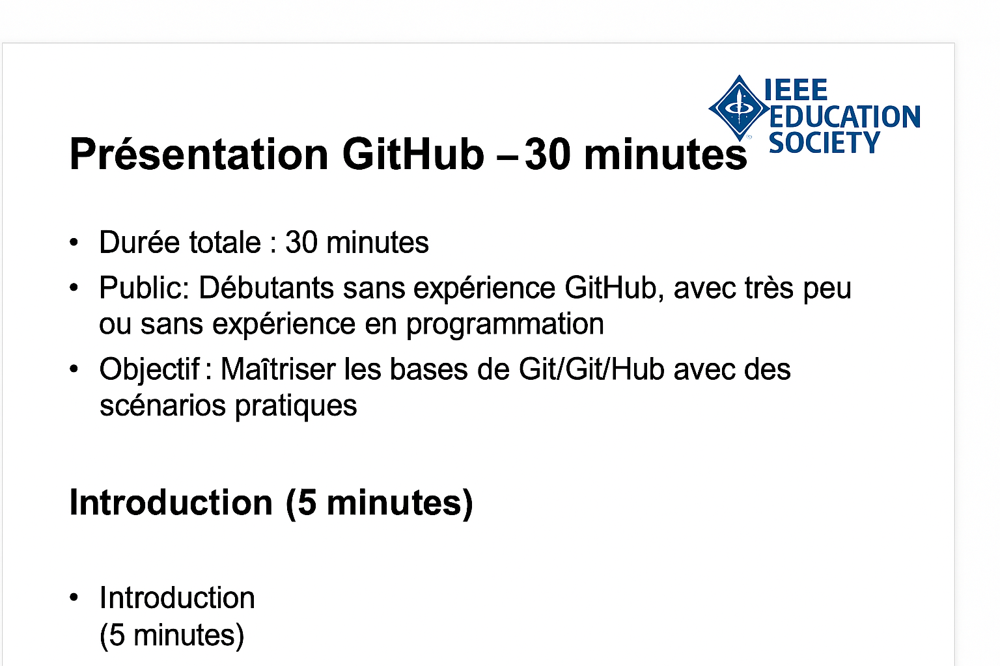 IEEE
EDUCATION
SOCIETY
Présentation GitHub – 30 minutes
• Durée totale : 30 minutes
• Public: Débutants sans expérience GitHub, avec très peu
ou sans expérience en programmation
• Objectif : Maîtriser les bases de Git/Git/Hub avec des
scénarios pratiques
Introduction (5 minutes)
• Introduction
(5 minutes)